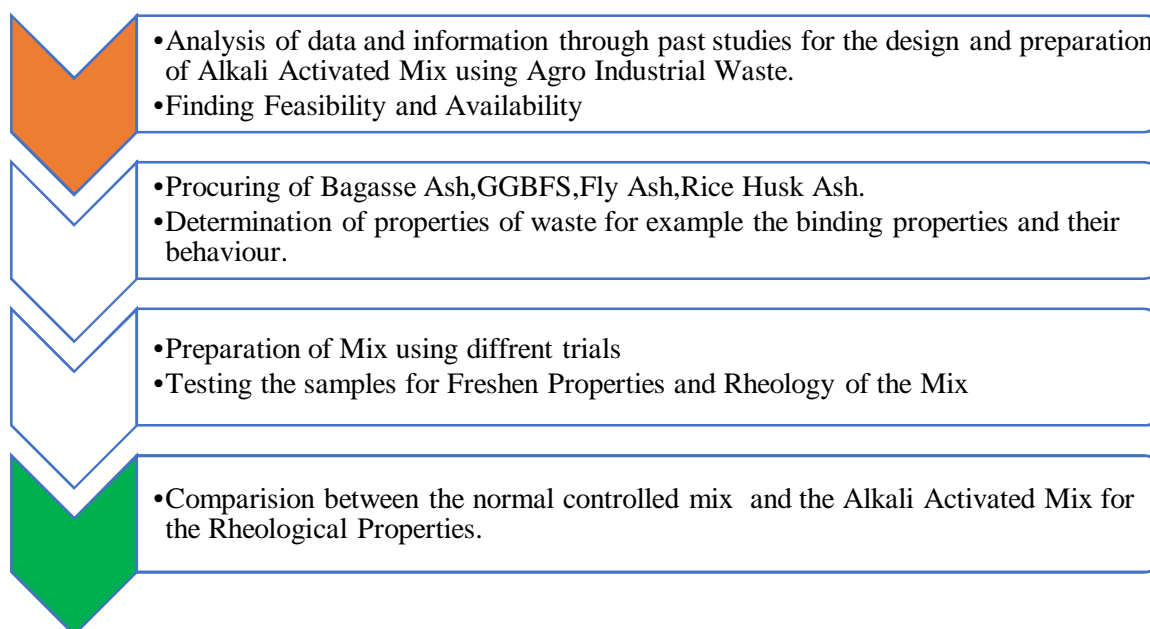 •Analysis of data and information through past studies for the design and preparation
of Alkali Activated Mix using Agro Industrial Waste.
•Finding Feasibility and Availability
•Procuring of Bagasse Ash,GGBFS,Fly Ash,Rice Husk Ash.
•Determination of properties of waste for example the binding properties and their
behaviour.
•Preparation of Mix using diffrent trials
•Testing the samples for Freshen Properties and Rheology of the Mix
•Comparision between the normal controlled mix and the Alkali Activated Mix for
the Rheological Properties.